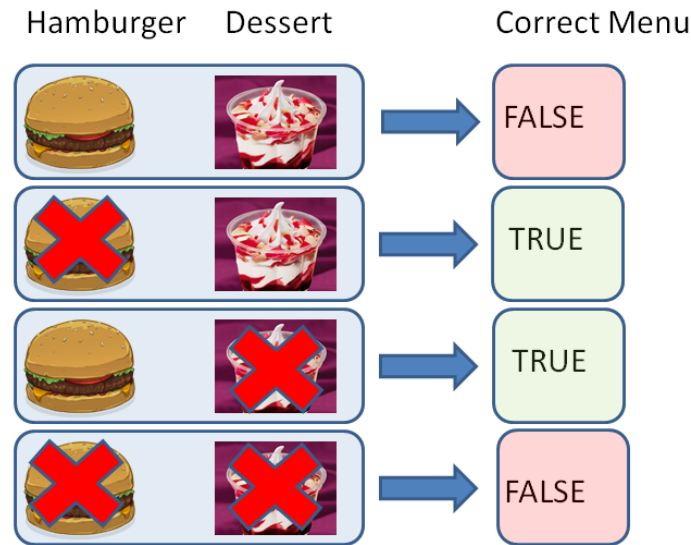 Hamburger Dessert Correct Menu
FALSE
TRUE
TRUE
FALSE